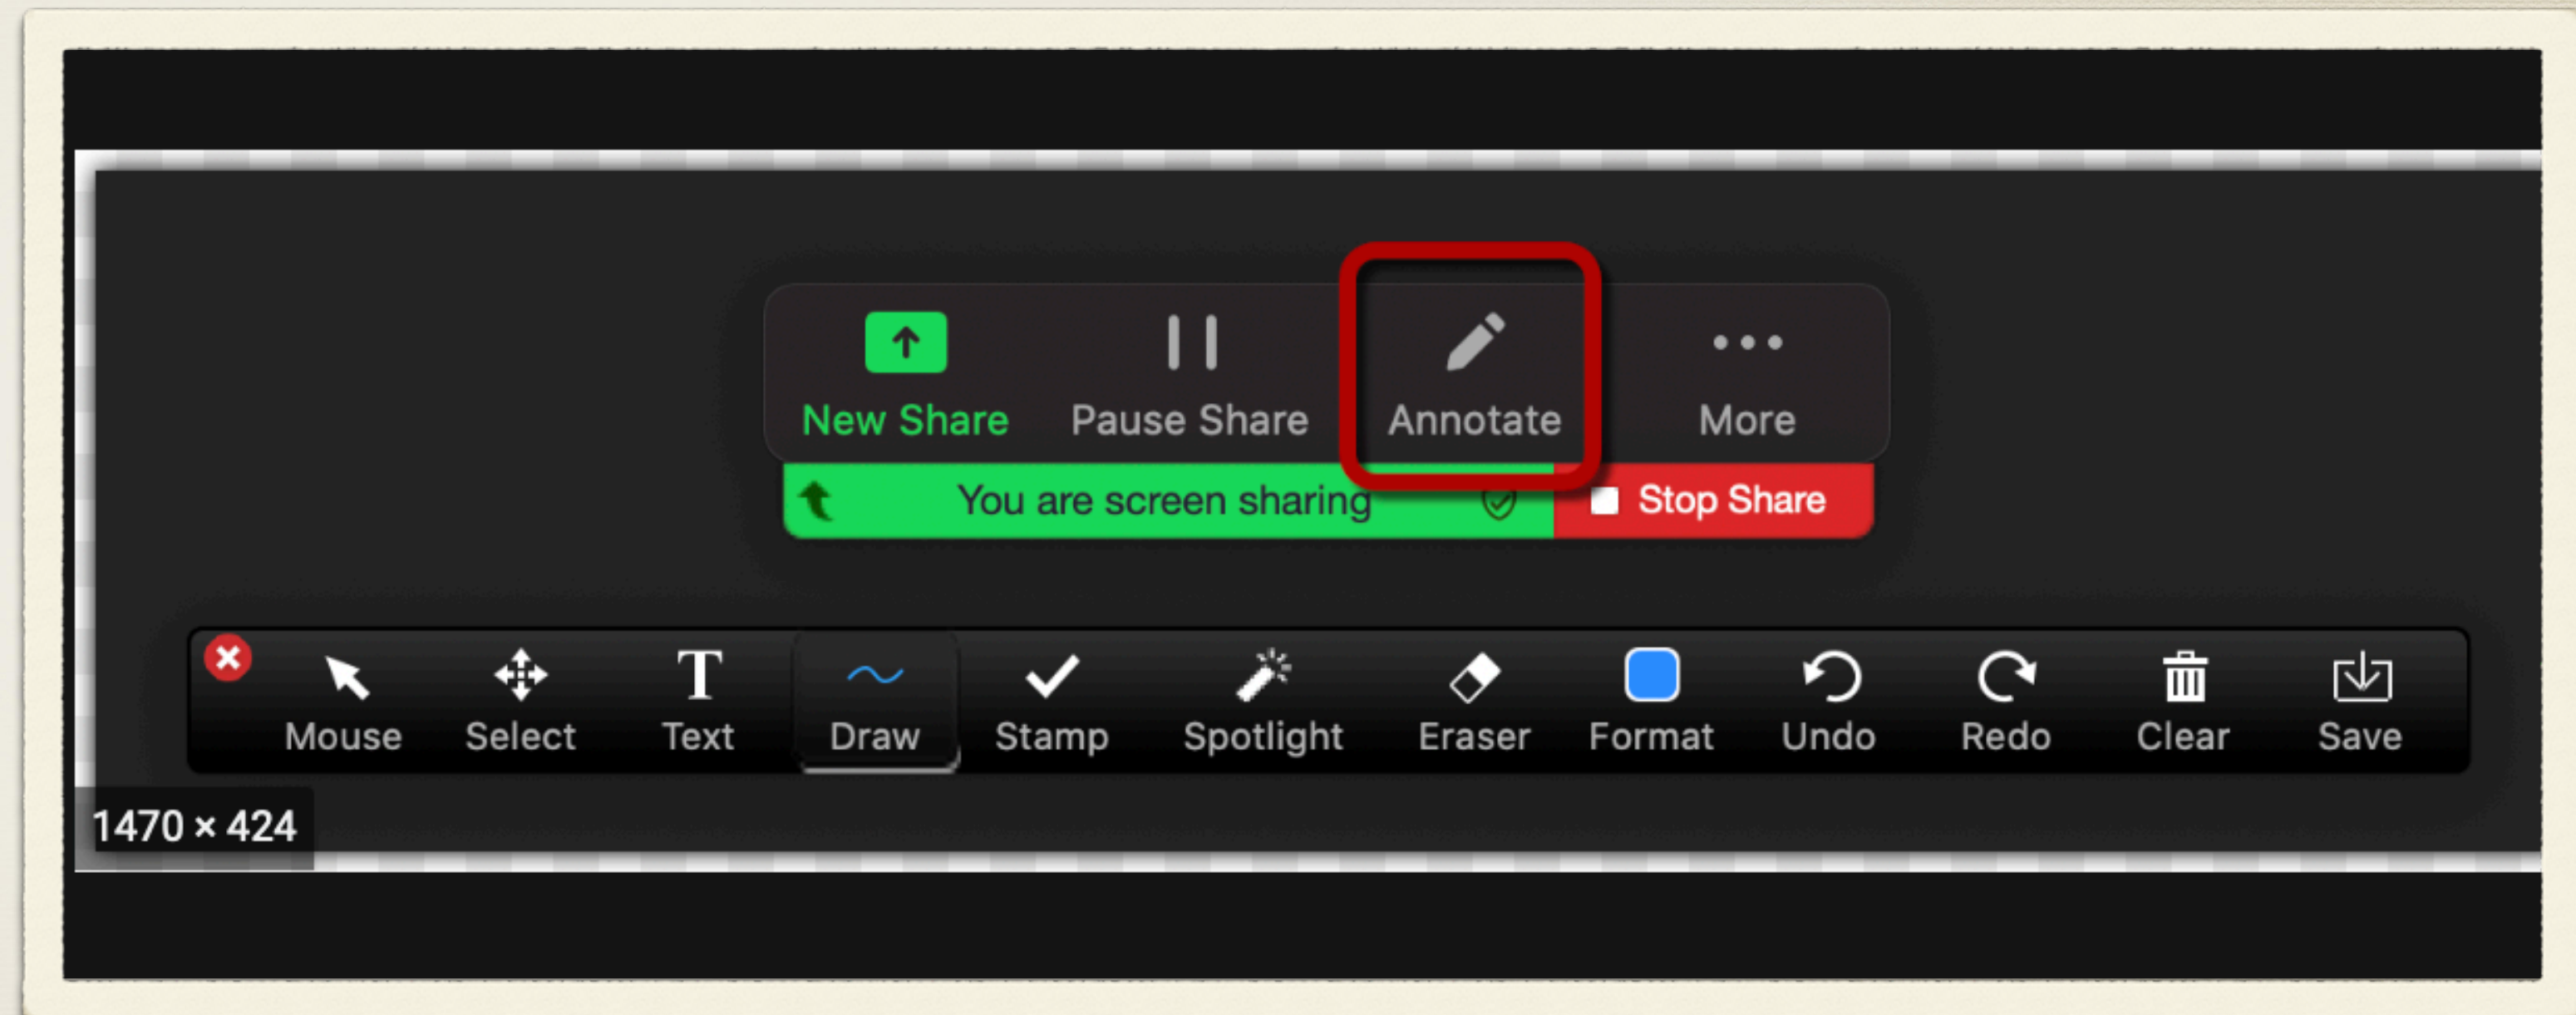 New Share Pause Share Annotate More
You are screen sharing Stop Share
Mouse Select Text Draw Stamp Spotlight Eraser Format Undo Redo Clear Save
1470 × 424